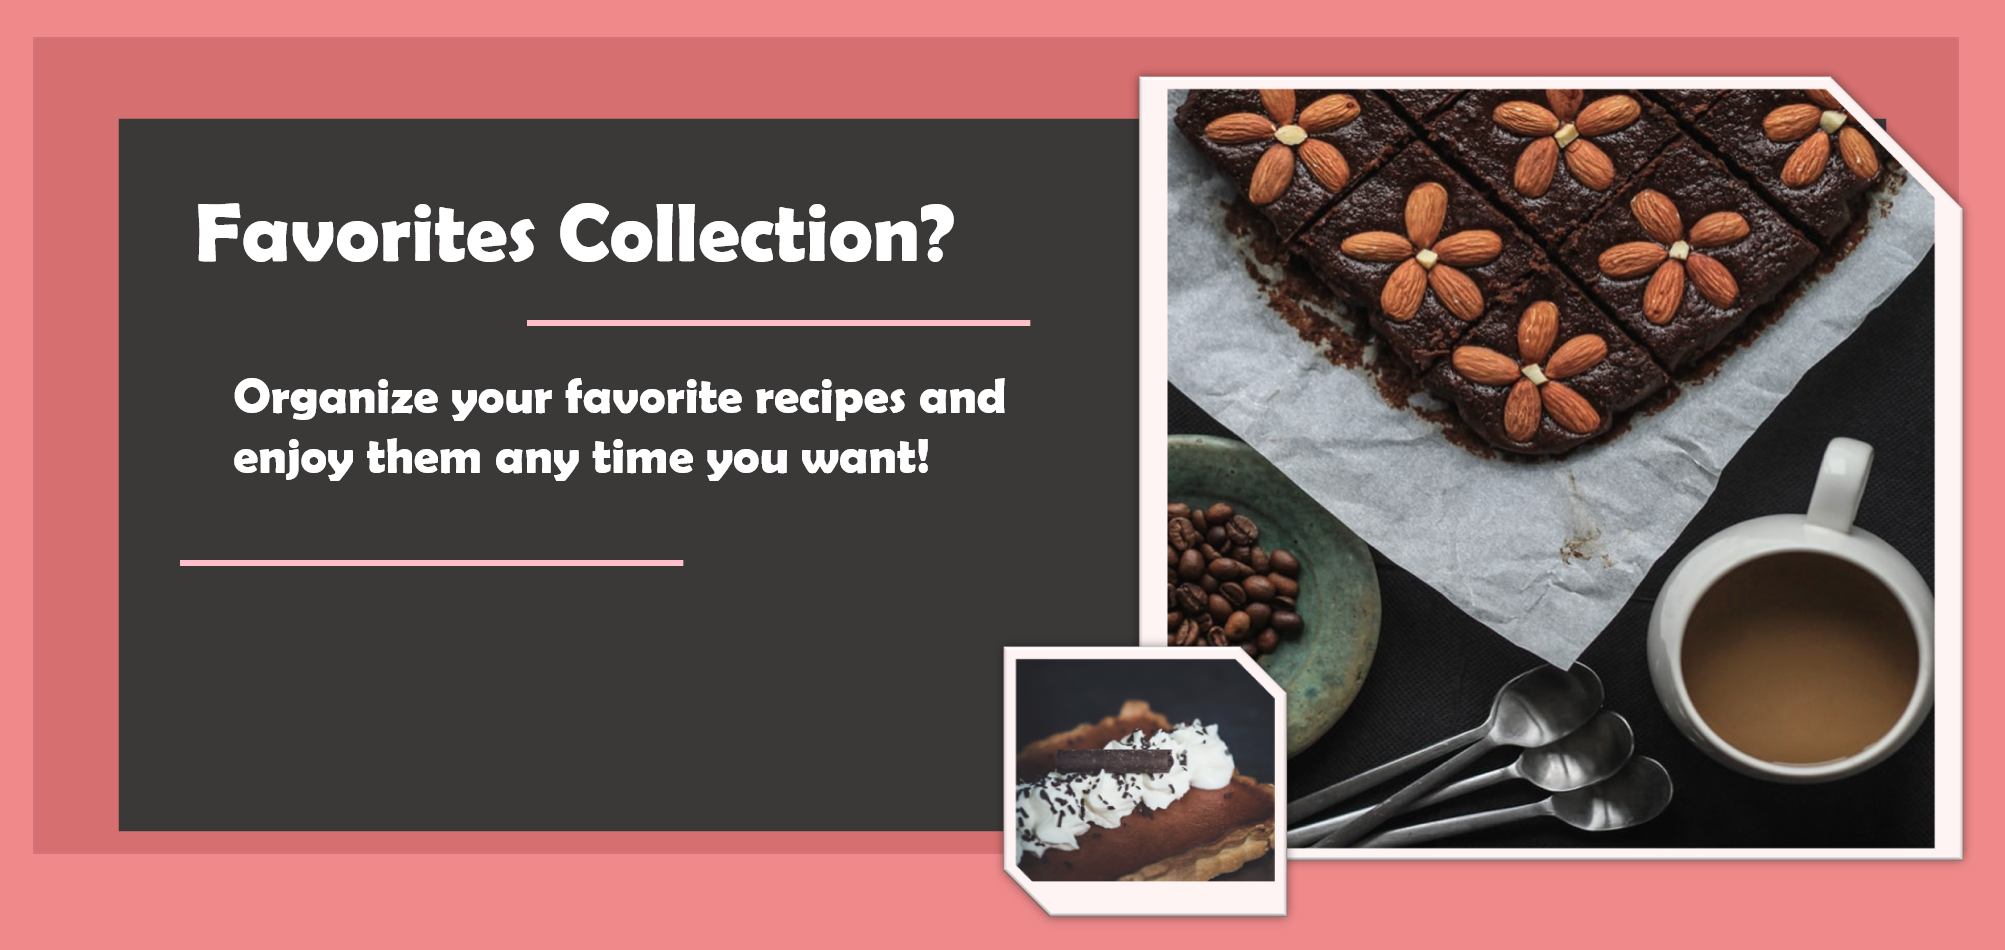 Favorites Collection?
Organize your favorite recipes and
enjoy them any time you want!